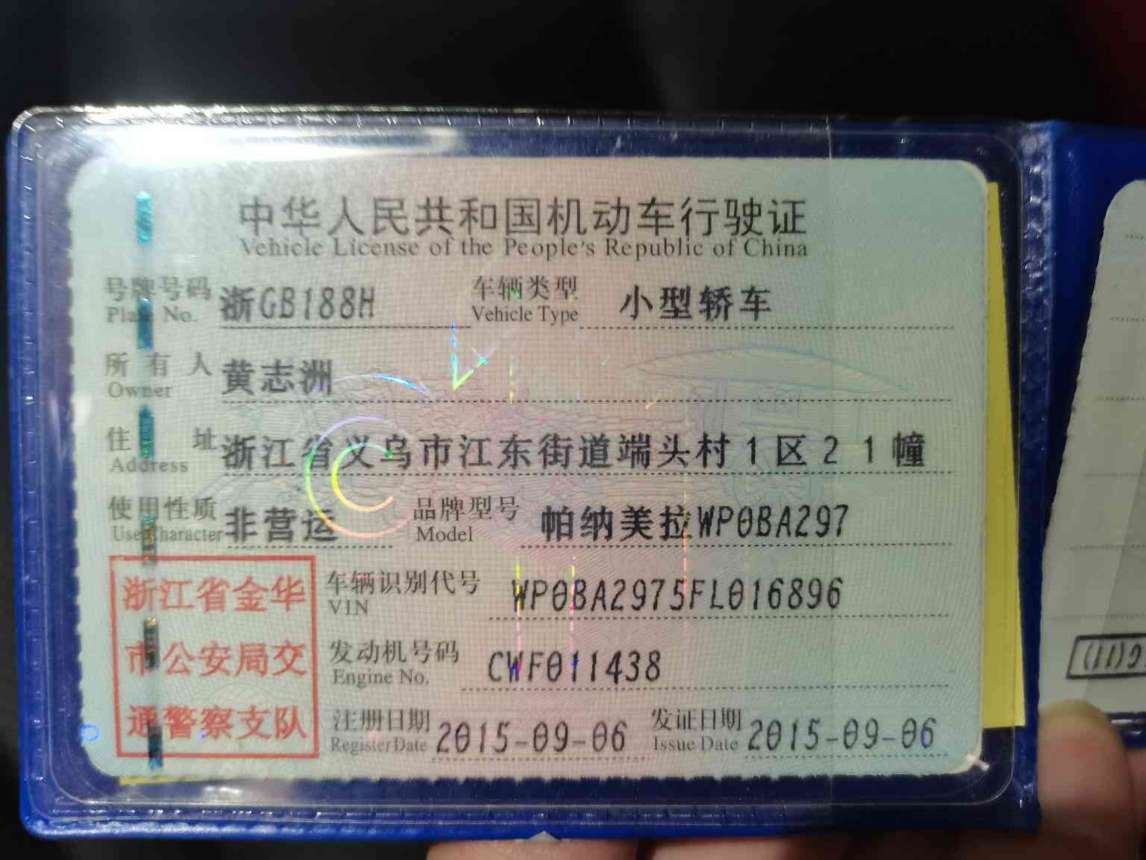 中华人民共和国机动车行驶证
Vehicle License of the People's Republic of China
号牌号码 浙GB188H 车辆类型 小型轿车
Plate No. Vehicle Type
所有人 黄志洲
Owner
住址 浙江省义乌市江东街道端头村1区21幢
Address
使用性质 非营运 品牌型号 帕纳美拉WP0BA297
Use Character Model
浙江省金华
市公安局交
通警察支队
车辆识别代号 WP0BA2975FL016896
VIN
发动机号码 CWF011438
Engine No.
注册日期 2015-09-06 发证日期 2015-09-06
Register Date Issue Date